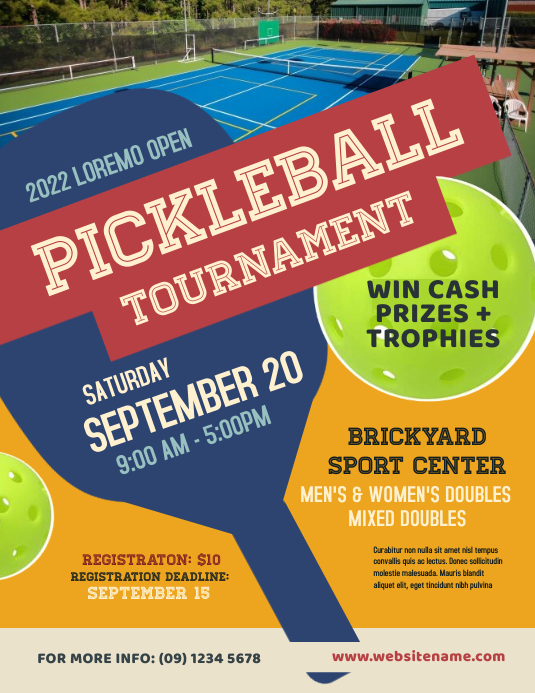 2022 LOREMO OPEN
PICKLEBALL
TOURNAMENT
WIN CASH
PRIZES +
TROPHIES
SATURDAY
SEPTEMBER 20
9:00 AM - 5:00PM
BRICKYARD
SPORT CENTER
MEN'S & WOMEN'S DOUBLES
MIXED DOUBLES
Curabitur non nulla sit amet nisl tempus
convallis quis ac lectus. Donec sollicitudin
molestie malesuada. Mauris blandit
aliquet elit, eget tincidunt nibh pulvina
REGISTRATON: $10
REGISTRATION DEADLINE:
SEPTEMBER 15
FOR MORE INFO: (09) 1234 5678
www.websitename.com